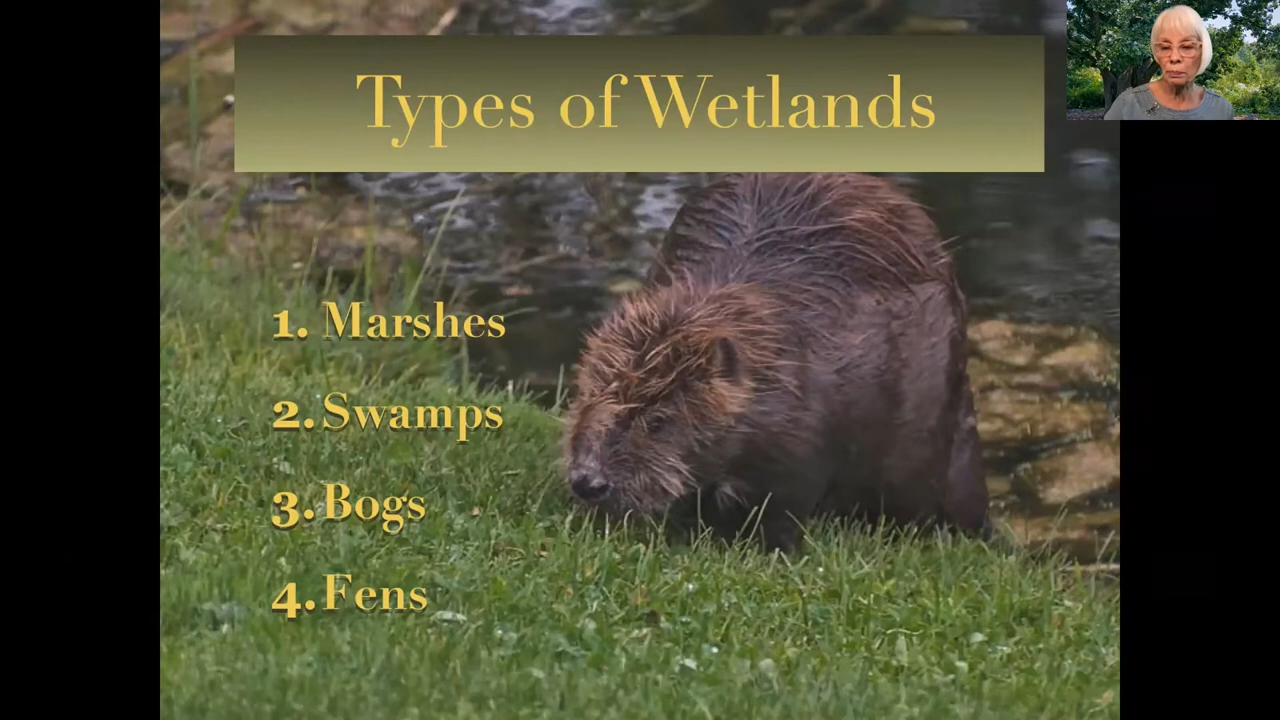 Types of Wetlands
1. Marshes
2. Swamps
3. Bogs
4. Fens